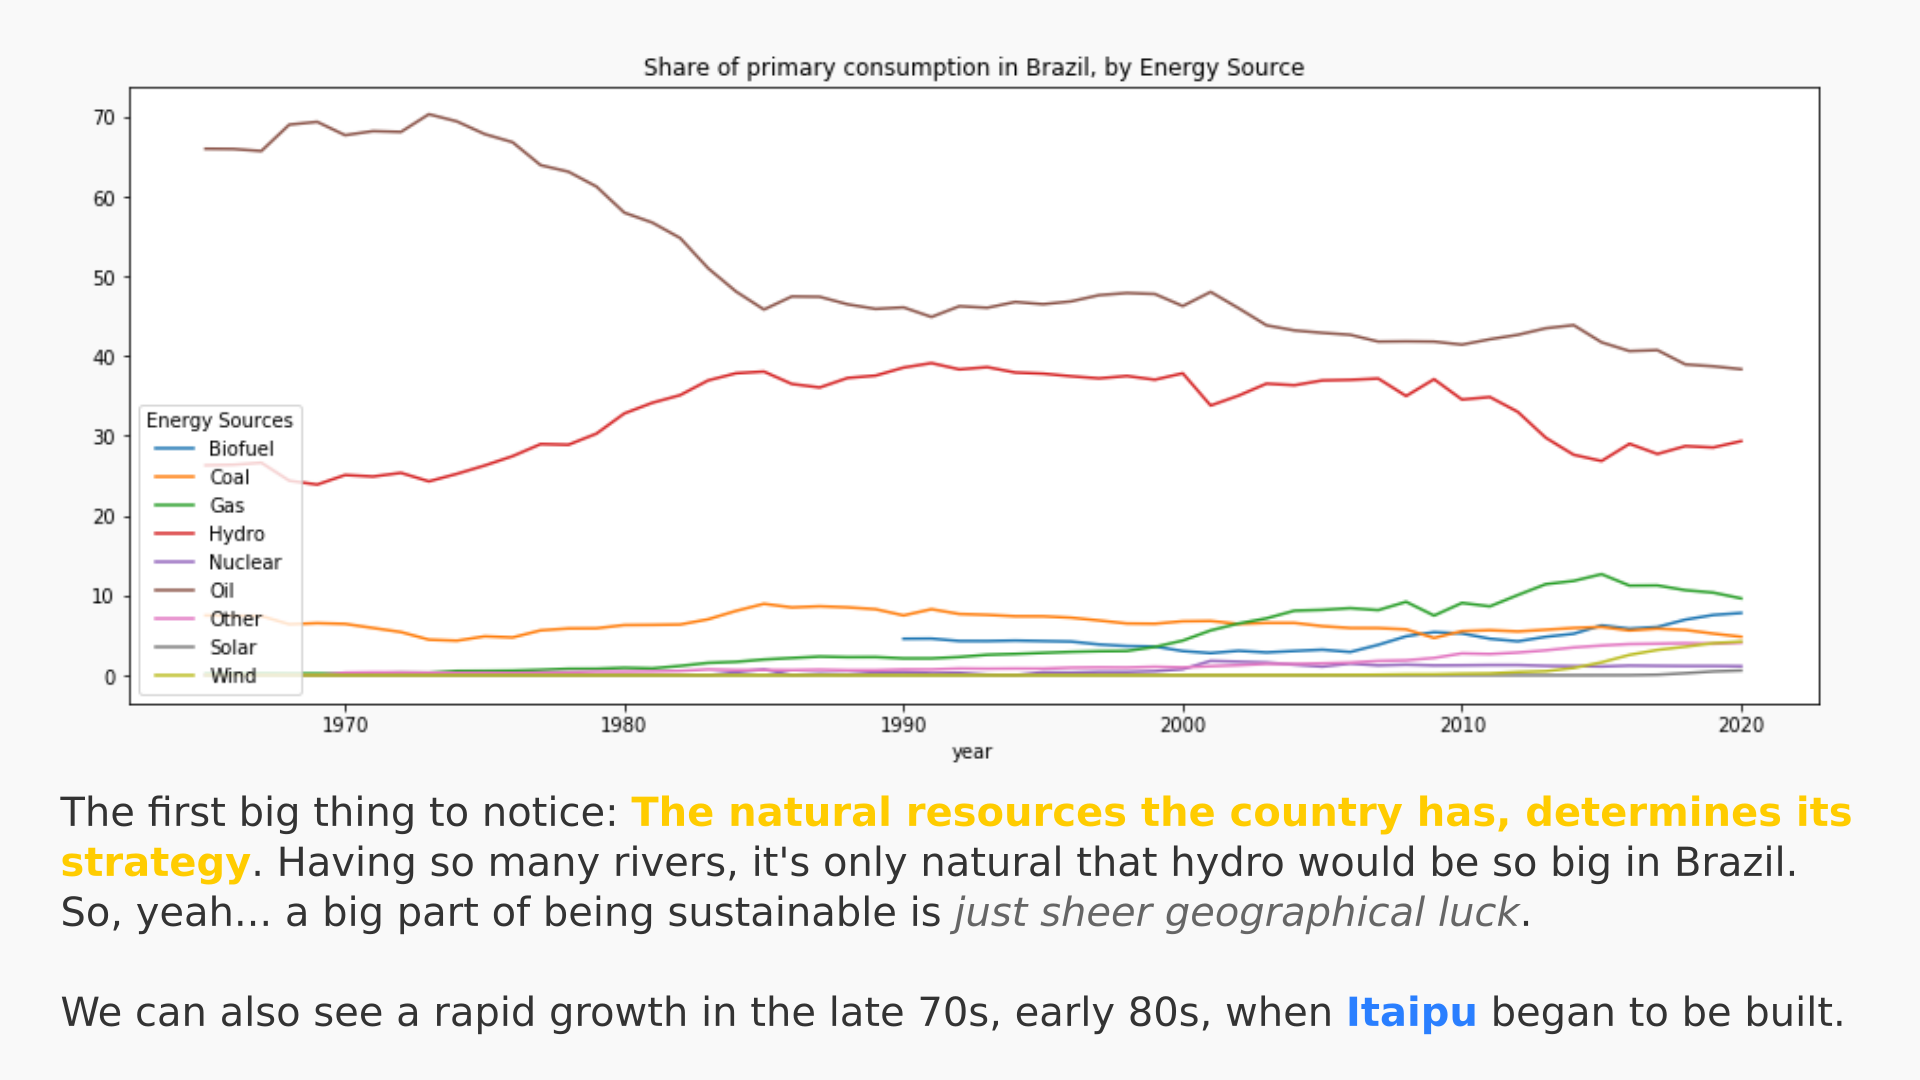 Share of primary consumption in Brazil, by Energy Source
70
60
50
40
30
20
10
0
Energy Sources
Biofuel
Coal
Gas
Hydro
Nuclear
Oil
Other
Solar
Wind
1970 1980 1990 2000 2010 2020
year
The first big thing to notice: The natural resources the country has, determines its
strategy. Having so many rivers, it's only natural that hydro would be so big in Brazil.
So, yeah... a big part of being sustainable is just sheer geographical luck.
We can also see a rapid growth in the late 70s, early 80s, when Itaipu began to be built.